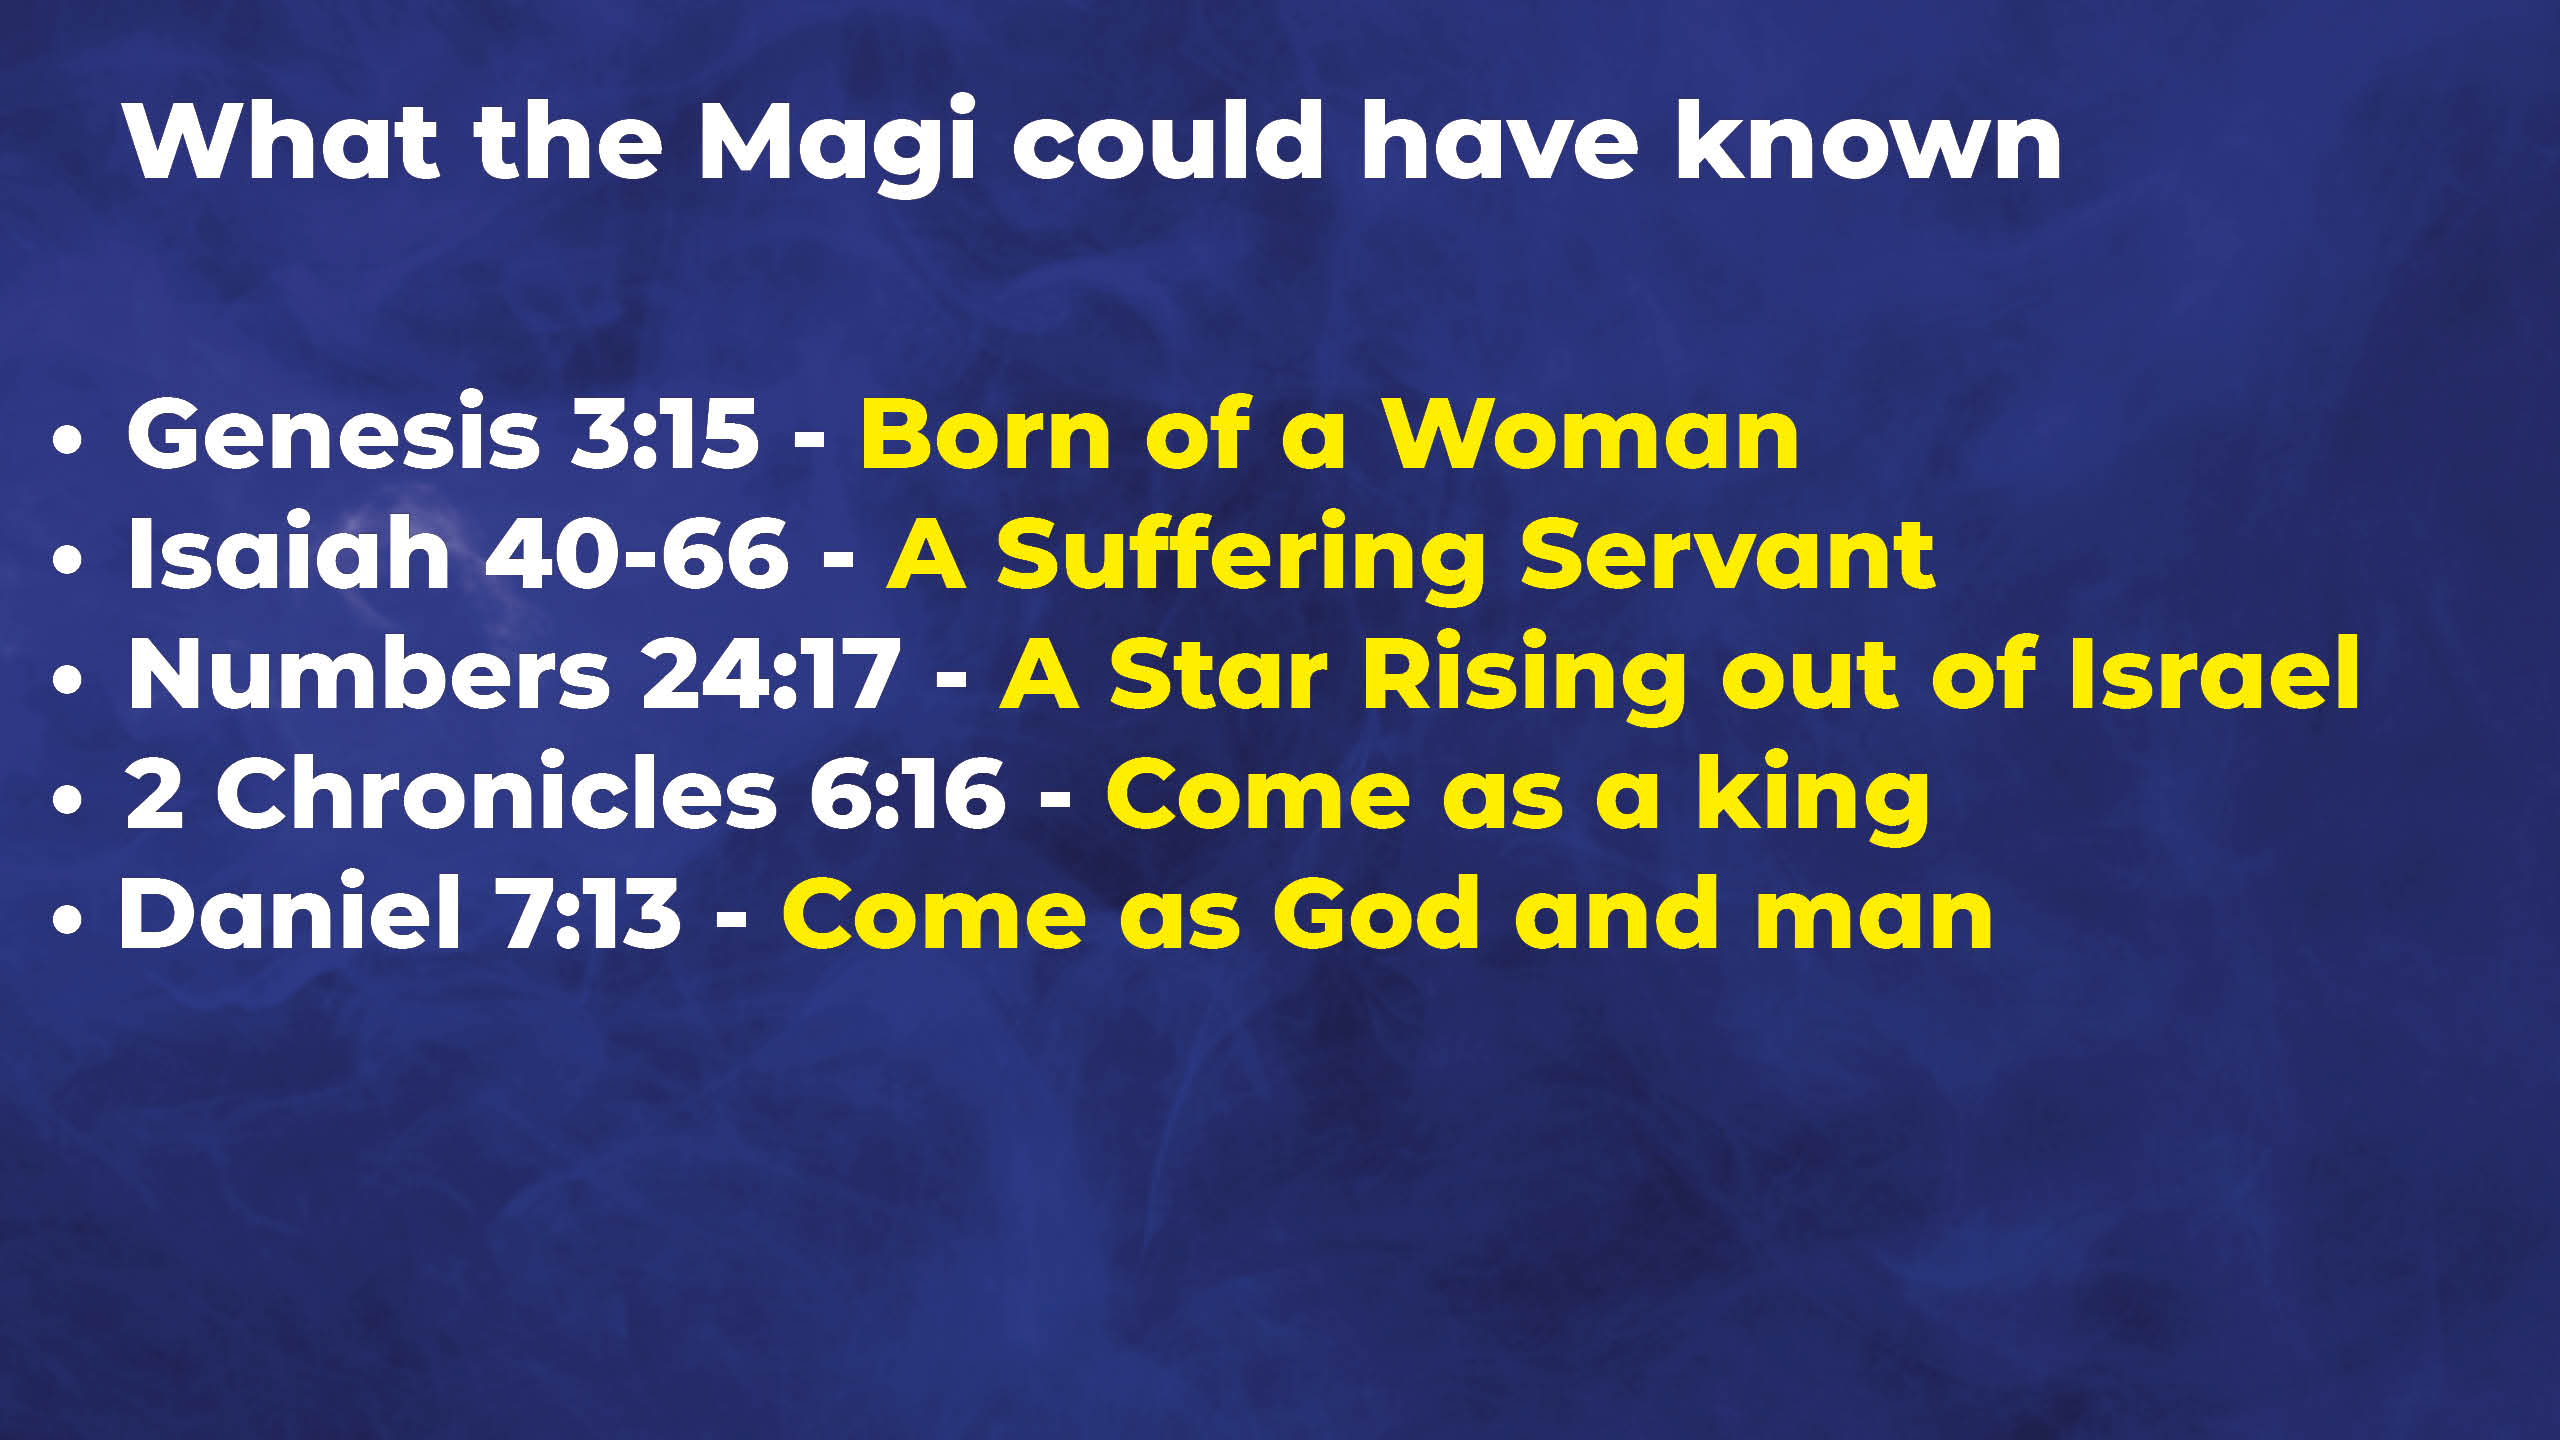 What the Magi could have known
• Genesis 3:15 - Born of a Woman
• Isaiah 40-66 - A Suffering Servant
• Numbers 24:17 - A Star Rising out of Israel
• 2 Chronicles 6:16 - Come as a king
• Daniel 7:13 - Come as God and man